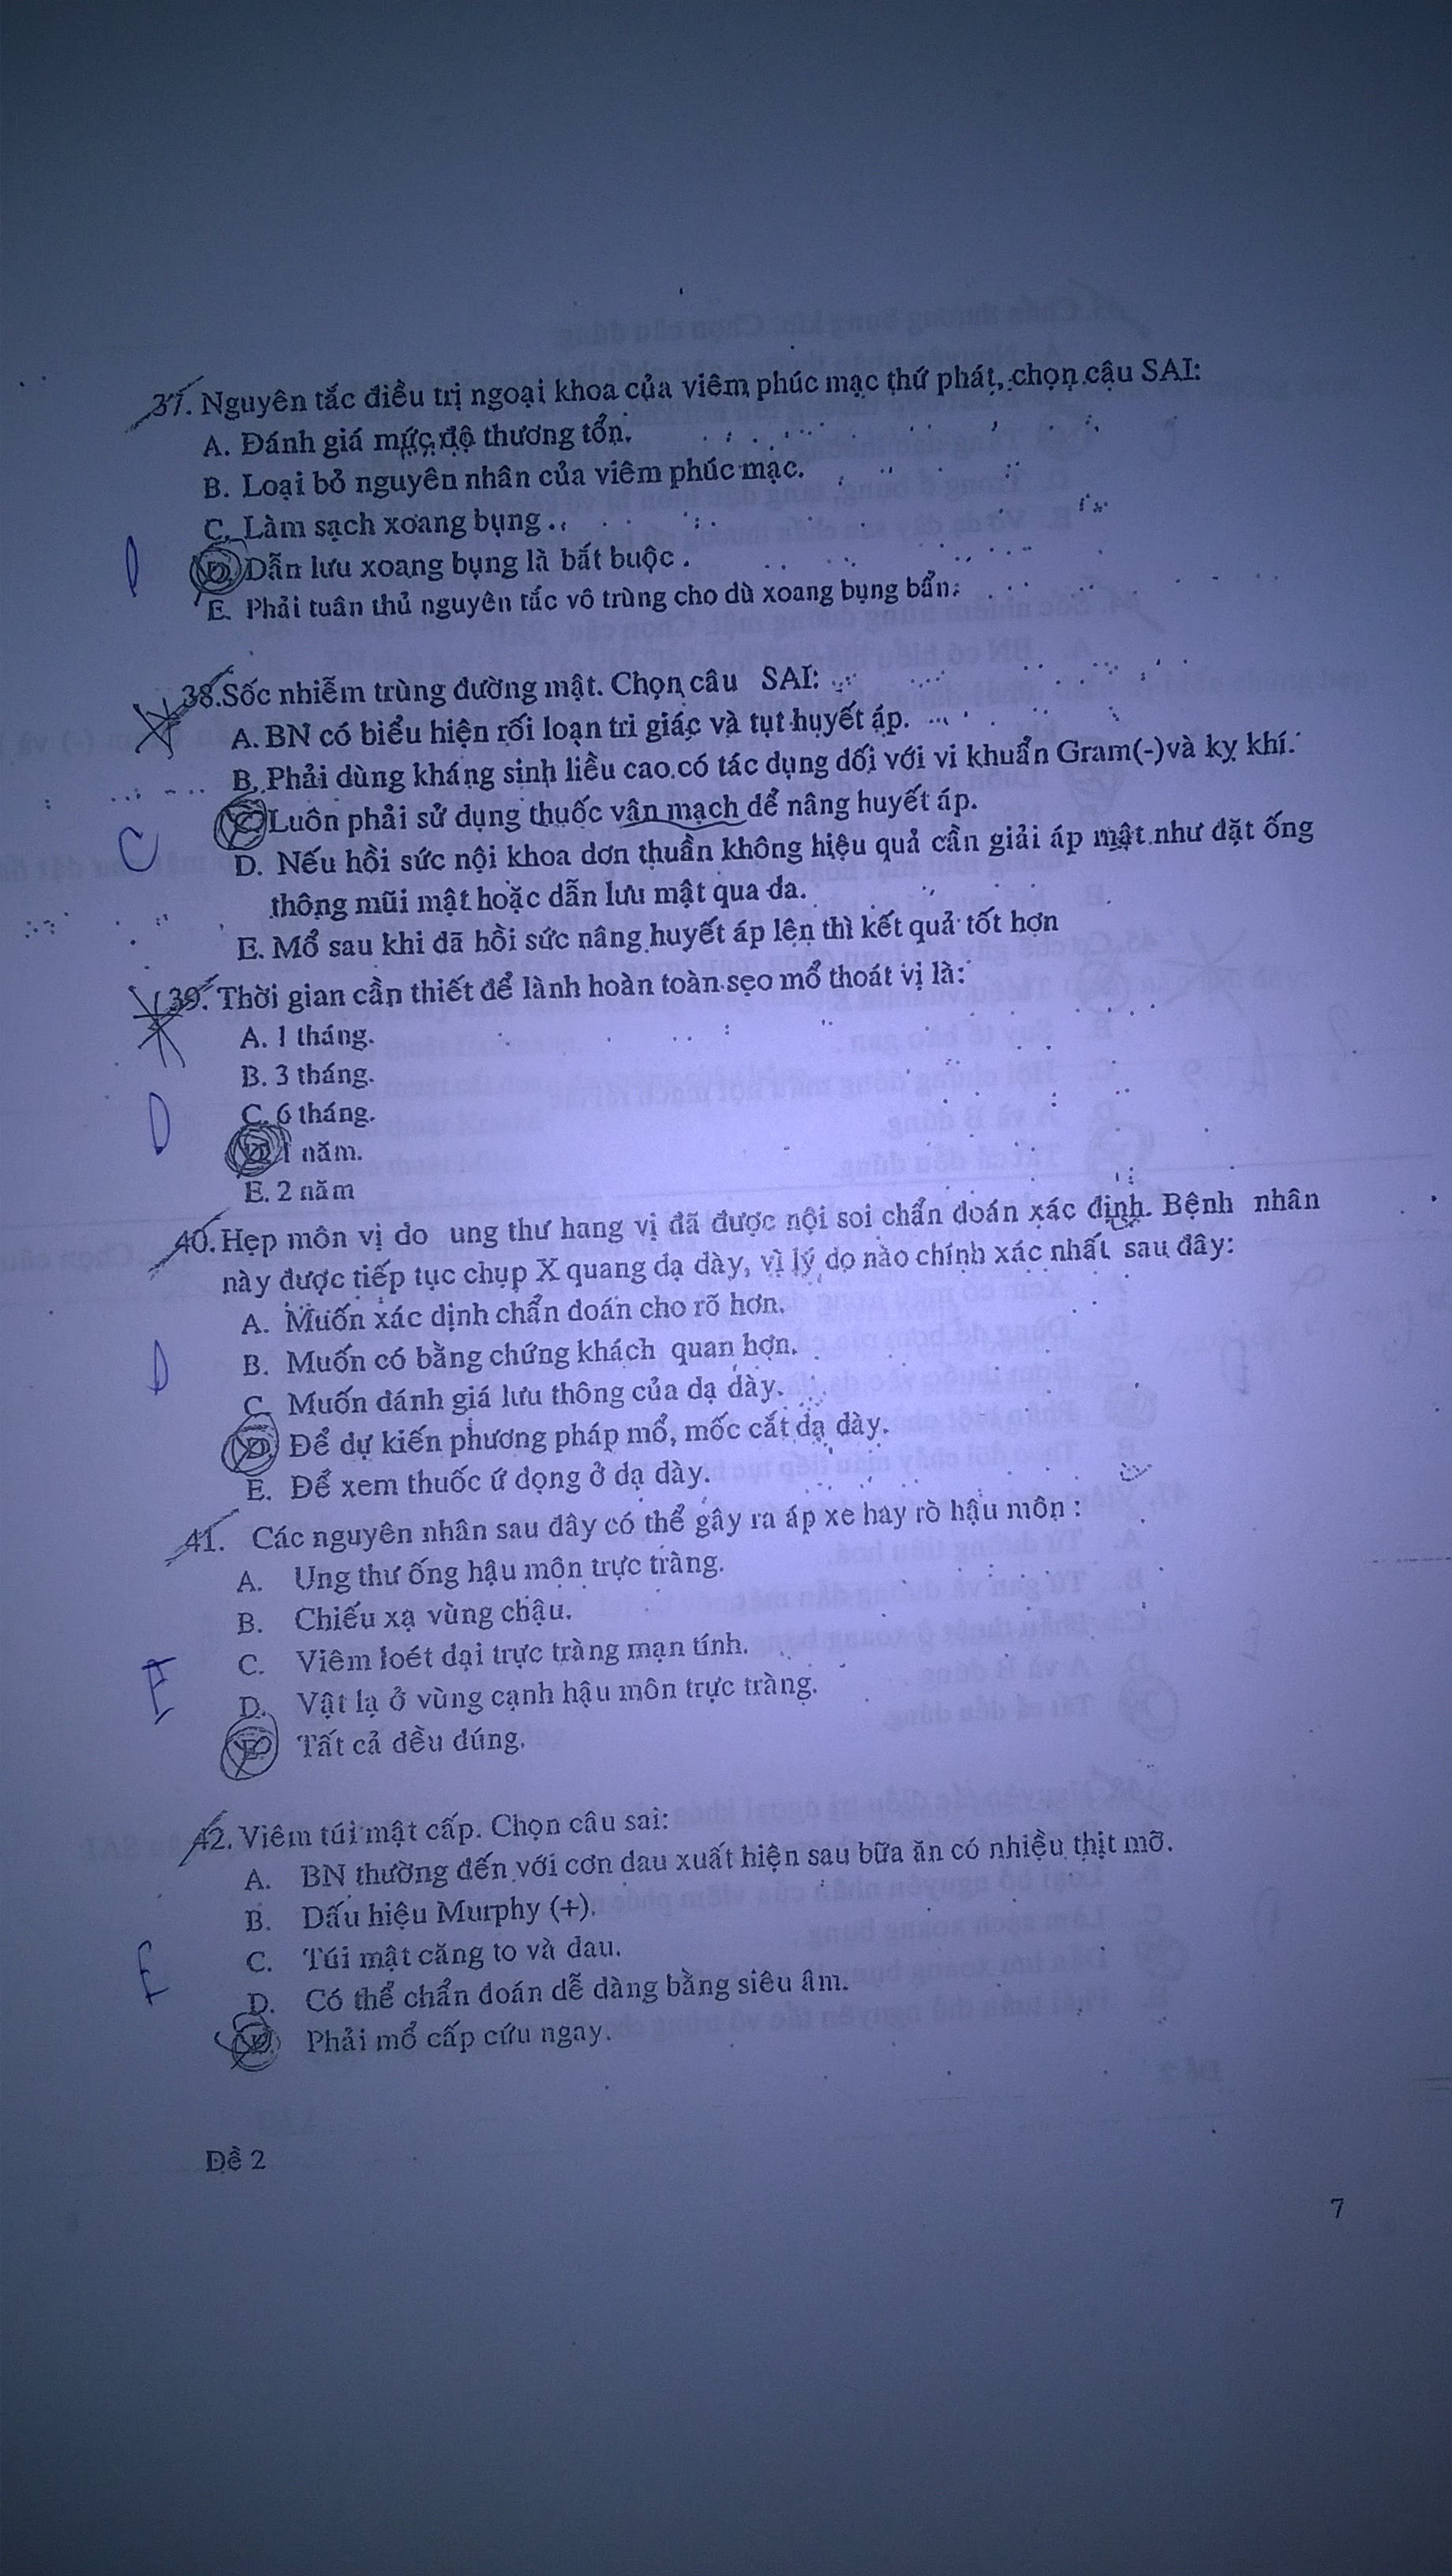 37. Nguyên tắc điều trị ngoại khoa của viêm phúc mạc thứ phát, chọn câu SAI:
A. Đánh giá mức độ thương tổn.
B. Loại bỏ nguyên nhân của viêm phúc mạc.
C. Làm sạch xoang bụng.
D
D. Dẫn lưu xoang bụng là bắt buộc.
E. Phải tuân thủ nguyên tắc vô trùng cho dù xoang bụng bẩn.
38. Sốc nhiễm trùng đường mật. Chọn câu SAI:
A. BN có biểu hiện rối loạn tri giác và tụt huyết áp.
B. Phải dùng kháng sinh liều cao có tác dụng đối với vi khuẩn Gram(-)và kỵ khí.
C
C. Luôn phải sử dụng thuốc vận mạch để nâng huyết áp.
D. Nếu hồi sức nội khoa đơn thuần không hiệu quả cần giải áp mật như đặt ống
thông mũi mật hoặc dẫn lưu mật qua da.
E. Mổ sau khi đã hồi sức nâng huyết áp lên thì kết quả tốt hơn
39. Thời gian cần thiết để lành hoàn toàn sẹo mổ thoát vị là:
A. 1 tháng.
B. 3 tháng.
D
C. 6 tháng.
D. 1 năm.
E. 2 năm
40. Hẹp môn vị do ung thư hang vị đã được nội soi chẩn đoán xác định. Bệnh nhân
này được tiếp tục chụp X quang dạ dày, vì lý do nào chính xác nhất sau đây:
A. Muốn xác định chẩn đoán cho rõ hơn.
D
B. Muốn có bằng chứng khách quan hơn.
C. Muốn đánh giá lưu thông của dạ dày.
D. Để dự kiến phương pháp mổ, mốc cắt dạ dày.
E. Để xem thuốc ứ đọng ở dạ dày.
41. Các nguyên nhân sau đây có thể gây ra áp xe hay rò hậu môn :
A. Ung thư ống hậu môn trực tràng.
B. Chiếu xạ vùng chậu.
C. Viêm loét đại trực tràng mạn tính.
E
D. Vật lạ ở vùng cạnh hậu môn trực tràng.
E. Tất cả đều đúng.
42. Viêm túi mật cấp. Chọn câu sai:
A. BN thường đến với cơn đau xuất hiện sau bữa ăn có nhiều thịt mỡ.
B. Dấu hiệu Murphy (+).
C. Túi mật căng to và đau.
E
D. Có thể chẩn đoán dễ dàng bằng siêu âm.
E. Phải mổ cấp cứu ngay.
Đề 2
7